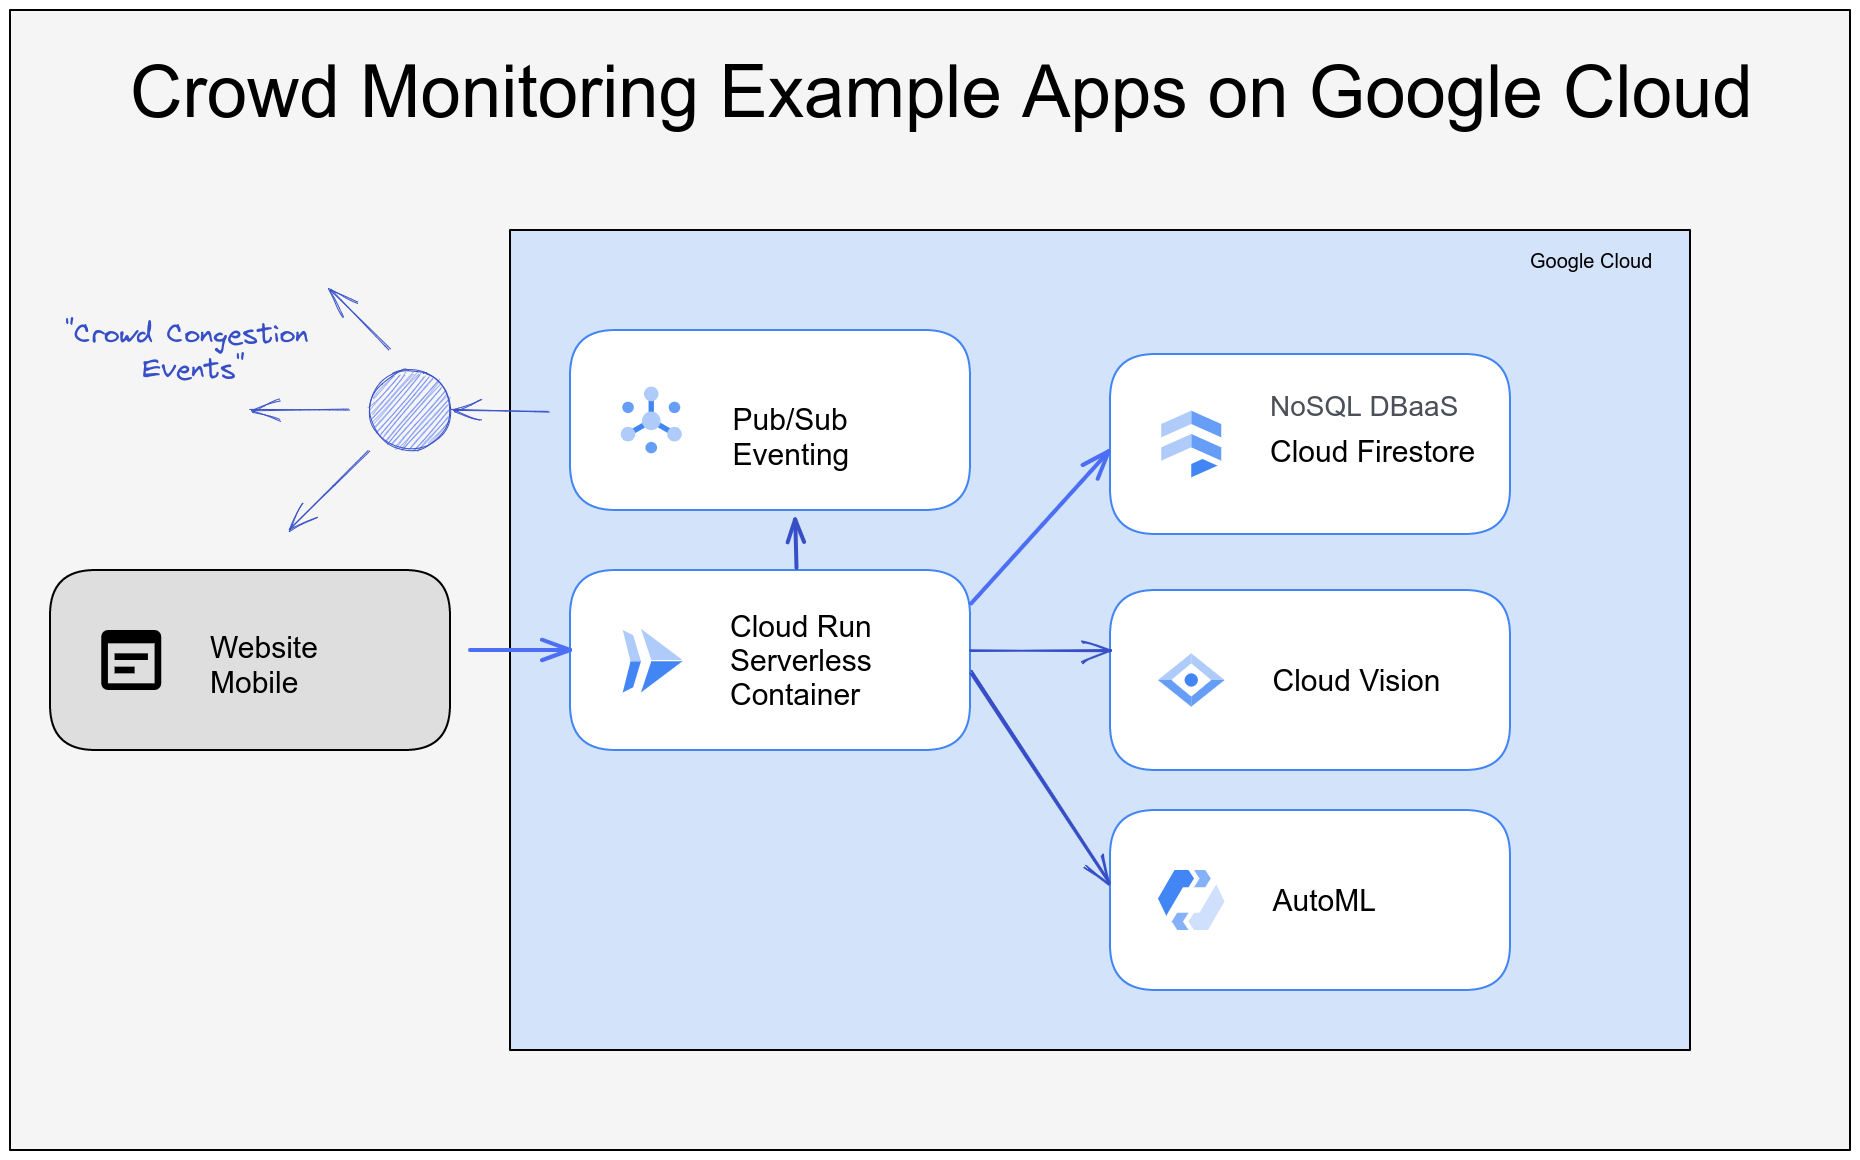 Crowd Monitoring Example Apps on Google Cloud
Google Cloud
"Crowd Congestion
Events"
Pub/Sub
Eventing
NoSQL DBaaS
Cloud Firestore
Website
Mobile
Cloud Run
Serverless
Container
Cloud Vision
AutoML